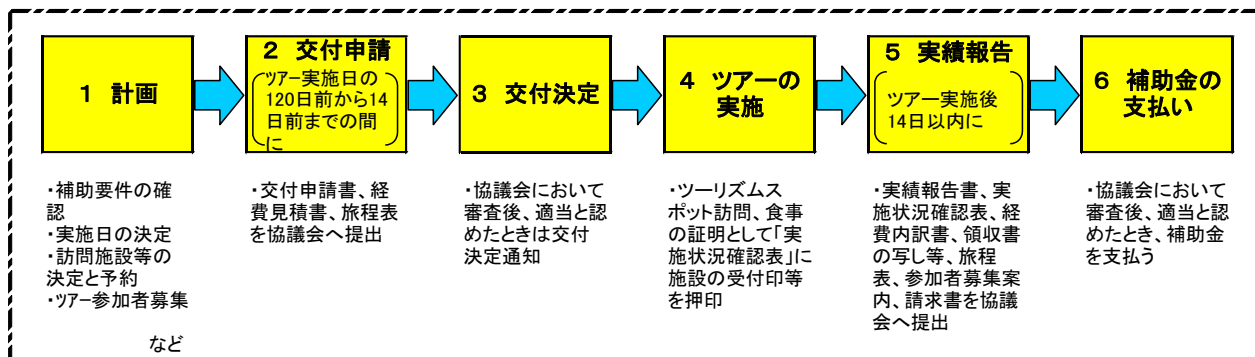 1 計画
・補助要件の確
認
・実施日の決定
・訪問施設等の
決定と予約
・ツアー参加者募集
など
2 交付申請
ツアー実施日の
120日前から14
日前までの間
に
・交付申請書、経
費見積書、旅程表
を協議会へ提出
3 交付決定
・協議会において
審査後、適当と認
めたときは交付
決定通知
4 ツアーの
実施
・ツーリズムス
ポット訪問、食事
の証明として「実
施状況確認表」に
施設の受付印等
を押印
5 実績報告
ツアー実施後
14日以内に
・実績報告書、実
施状況確認表、経
費内訳書、領収書
の写し等、旅程
表、参加者募集案
内、請求書を協議
会へ提出
6 補助金の
支払い
・協議会において
審査後、適当と認
めたとき、補助金
を支払う